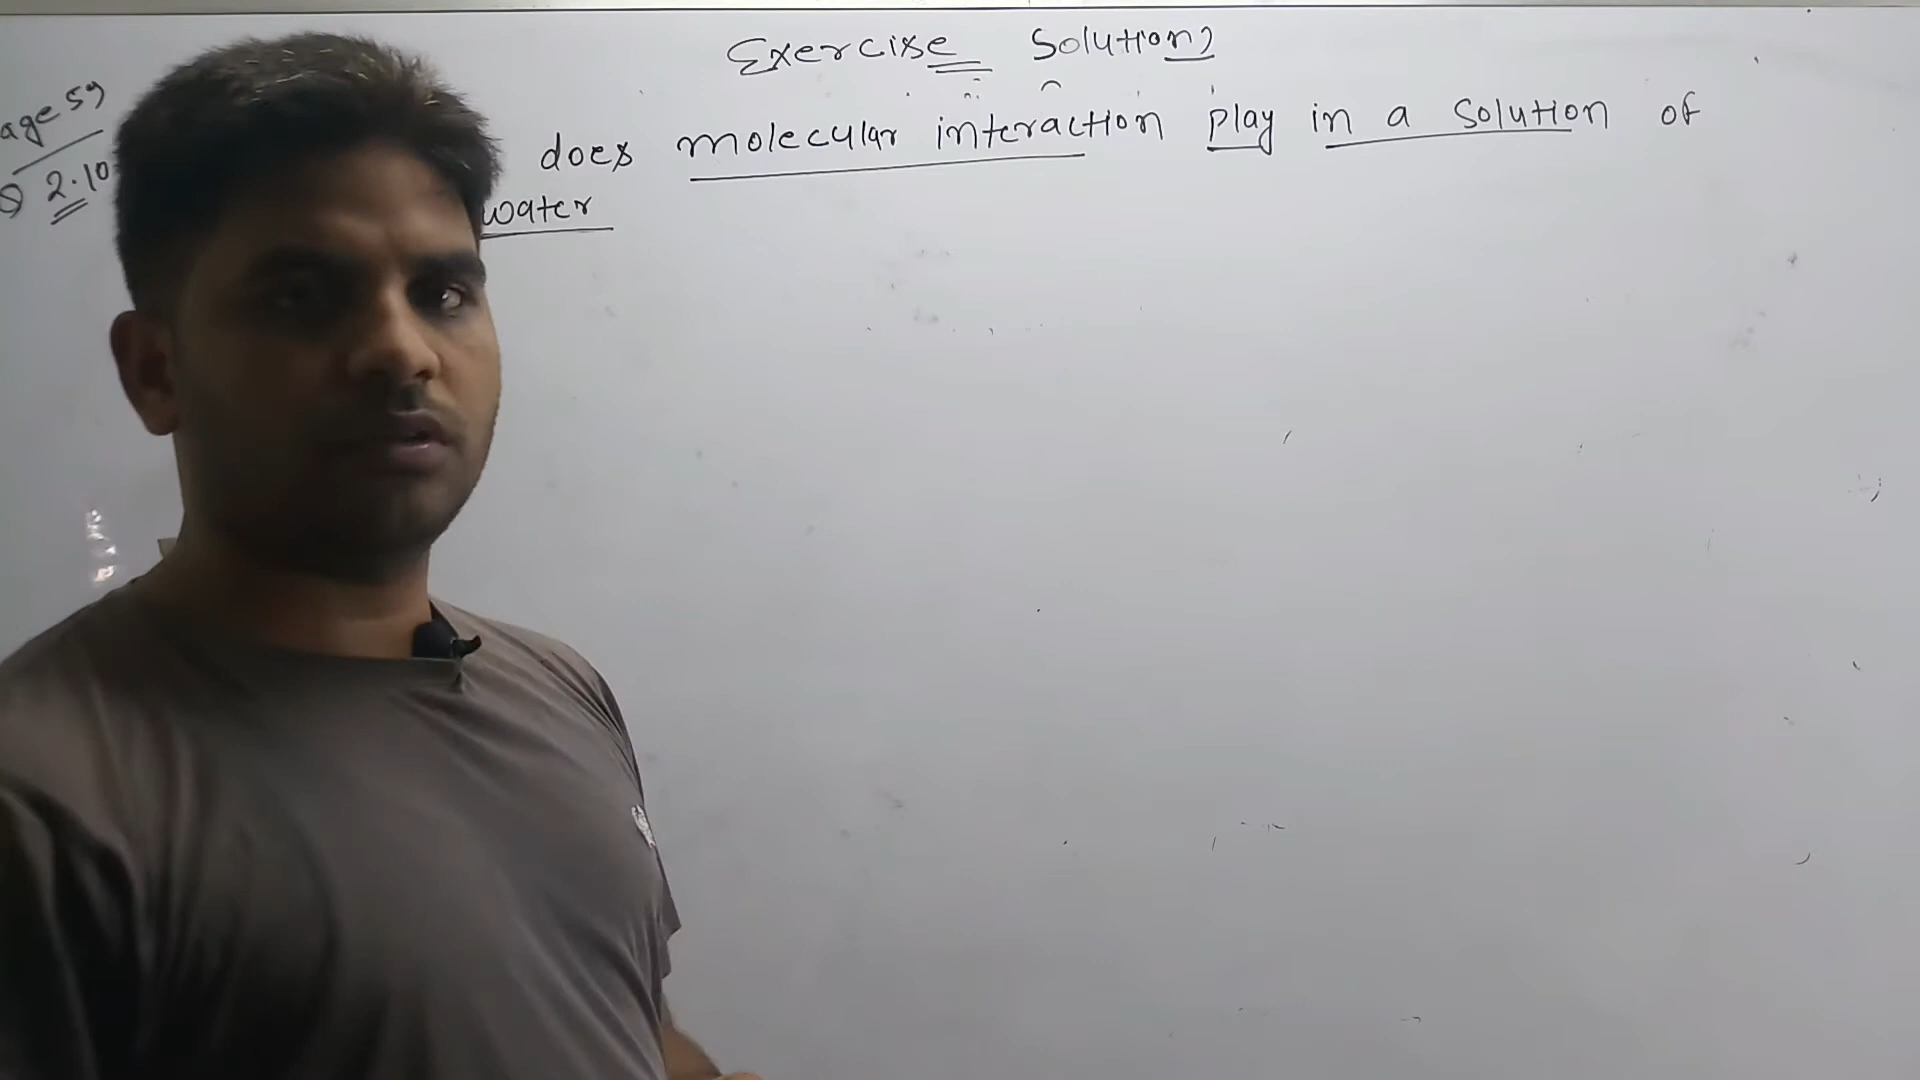 Exercise Solutions
age 59
Q 2.10
does molecular interaction play in a solution of
water